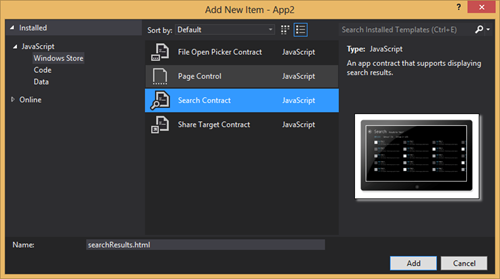 Add New Item - App2
Installed
Sort by: Default
Search Installed Templates (Ctrl+E)
JavaScript
Windows Store
Code
Data
Online
File Open Picker Contract JavaScript
Page Control JavaScript
Search Contract JavaScript
Share Target Contract JavaScript
Type: JavaScript
An app contract that supports displaying
search results.
Search
Name: searchResults.html
Add Cancel